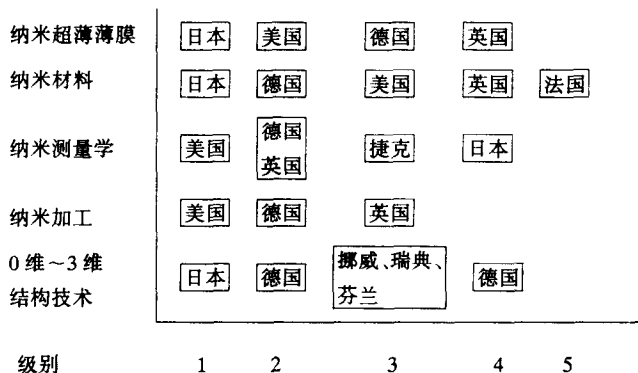 纳米超薄薄膜 日本 美国 德国 英国
纳米材料 日本 德国 美国 英国 法国
纳米测量学 美国 德国 英国 捷克 日本
纳米加工 美国 德国 英国
0维~3维
结构技术 日本 德国 挪威、瑞典、
芬兰 德国
级别 1 2 3 4 5